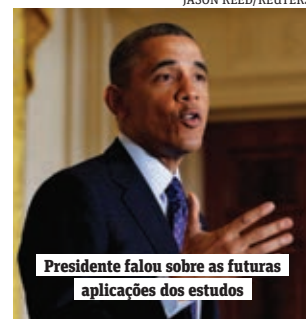 JASON REED/REUTERS
Presidente falou sobre as futuras
aplicações dos estudos